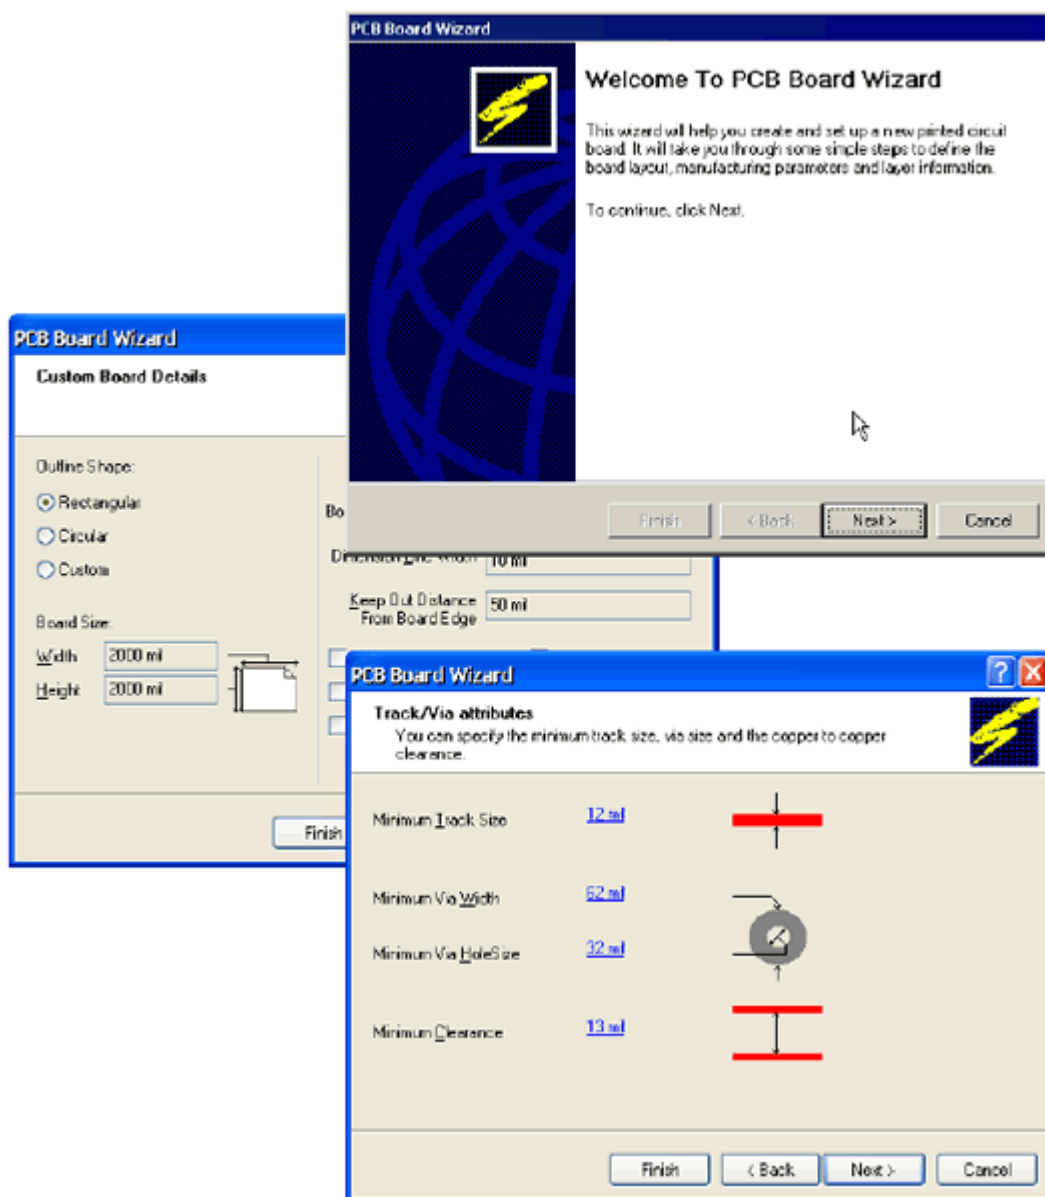 PCB Board Wizard
Welcome To PCB Board Wizard
This wizard will help you create and set up a new printed circuit
board. It will take you through some simple steps to define the
board layout, manufacturing parameters and layer information.
To continue, click Next.
Finish < Back Next > Cancel
PCB Board Wizard
Custom Board Details
Outline Shape:
Rectangular
Circular
Custom
Board Size:
Width 2000 mil
Height 2000 mil
Bo
Dimension Line Width 10 mil
Keep Out Distance
From Board Edge 50 mil
Finish
PCB Board Wizard
Track/Via attributes
You can specify the minimum track size, via size and the copper to copper
clearance.
Minimum Track Size 12 mil
Minimum Via Width 62 mil
Minimum Via HoleSize 32 mil
Minimum Clearance 13 mil
Finish < Back Next > Cancel